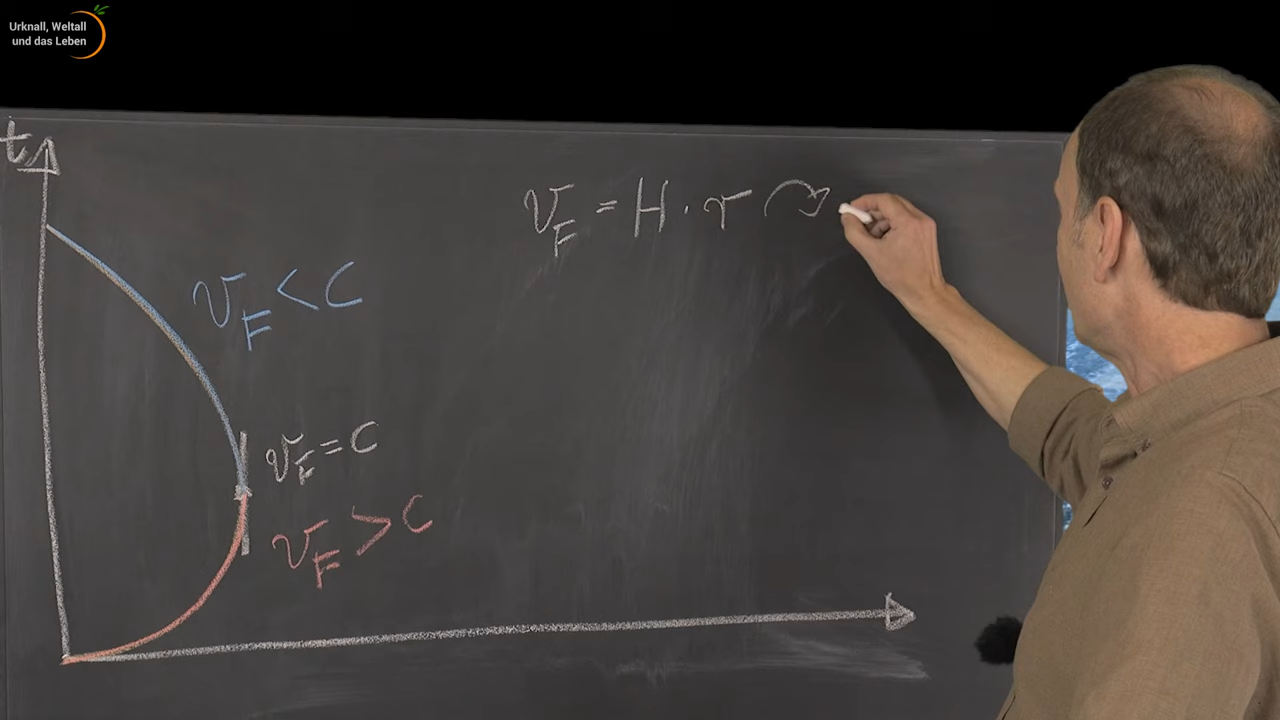 Urknall, Weltall
und das Leben
t
v_F = H · r ↷
v_F < C
v_F = C
v_F > C